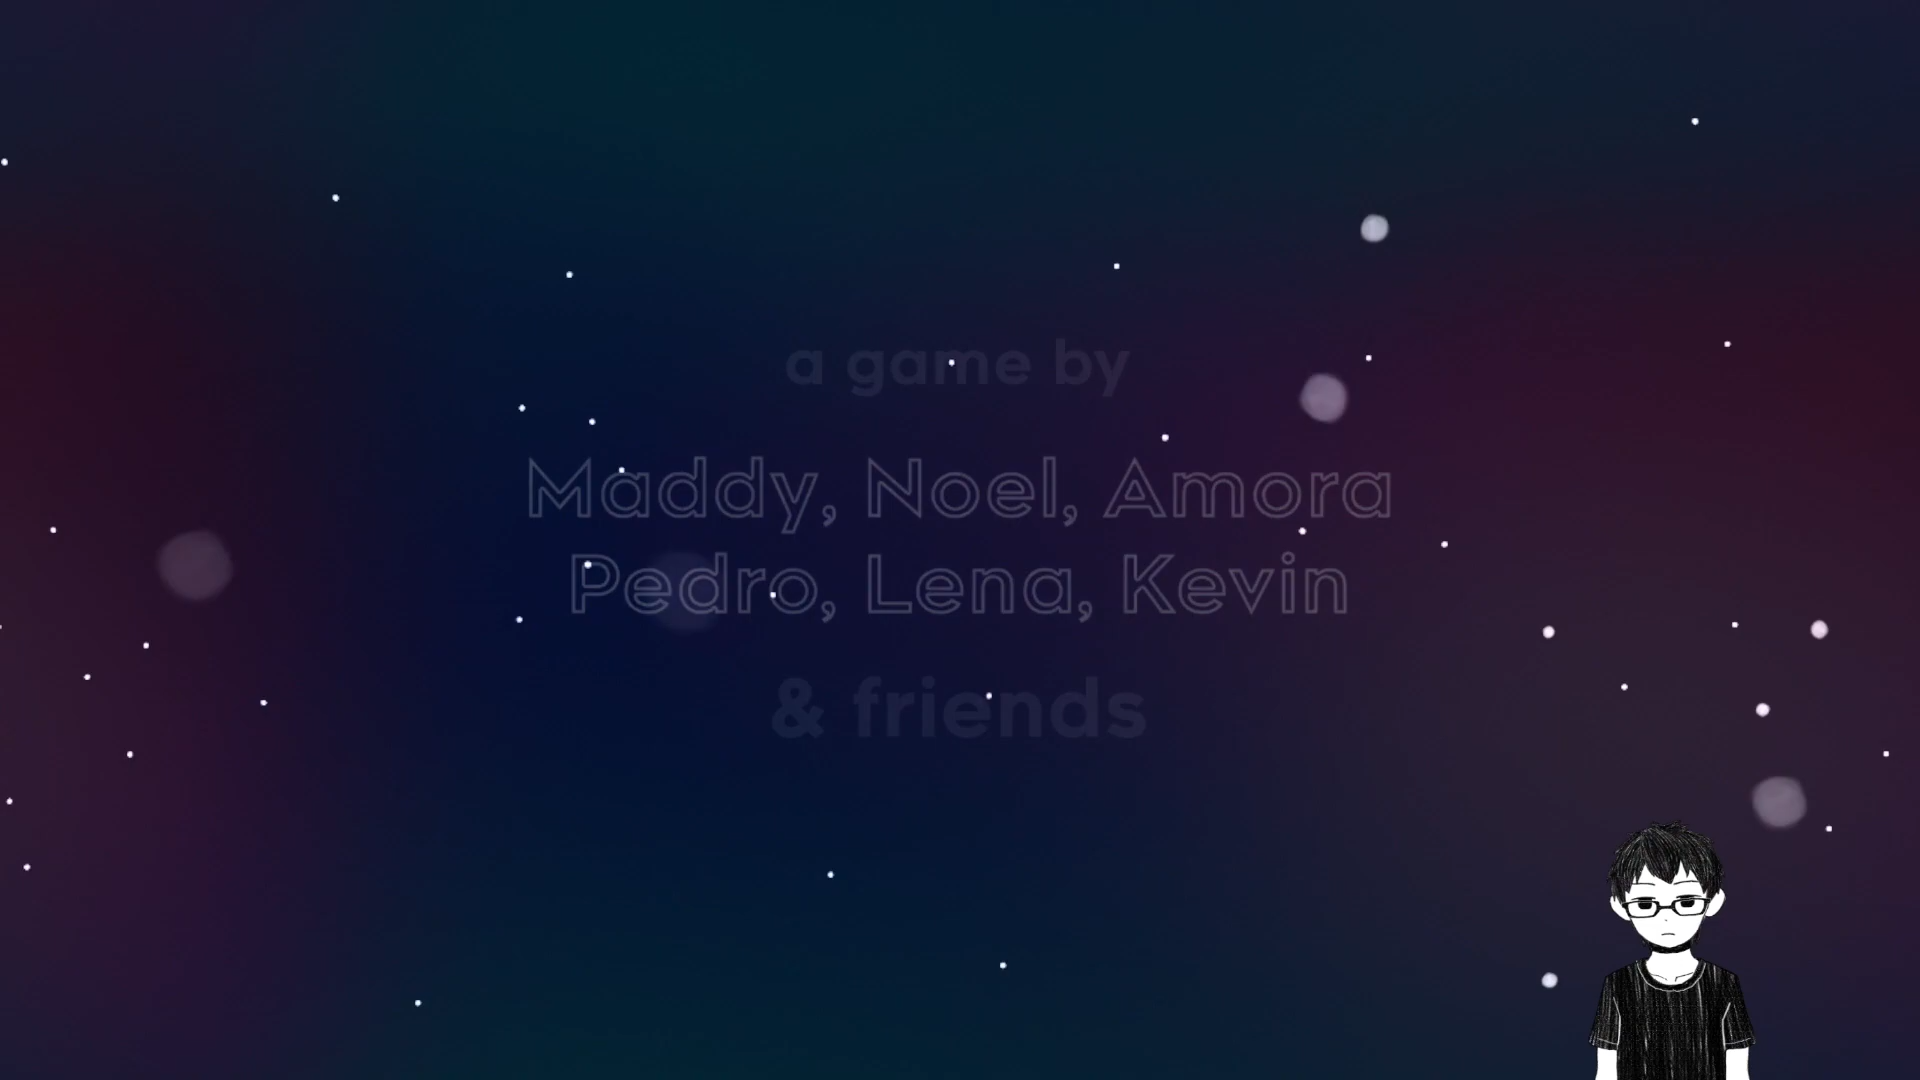 a game by
Maddy, Noel, Amora
Pedro, Lena, Kevin
& friends